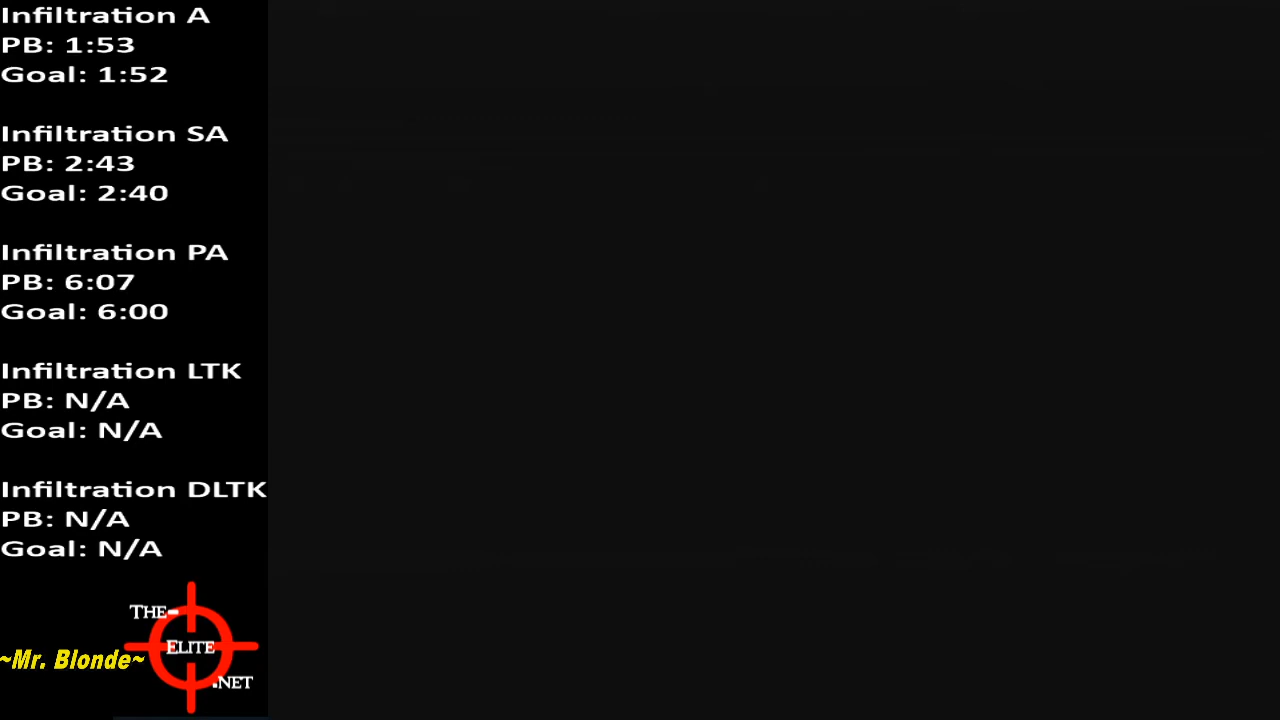 Infiltration A
PB: 1:53
Goal: 1:52
Infiltration SA
PB: 2:43
Goal: 2:40
Infiltration PA
PB: 6:07
Goal: 6:00
Infiltration LTK
PB: N/A
Goal: N/A
Infiltration DLTK
PB: N/A
Goal: N/A
THE-
ELITE
~Mr. Blonde~
.NET